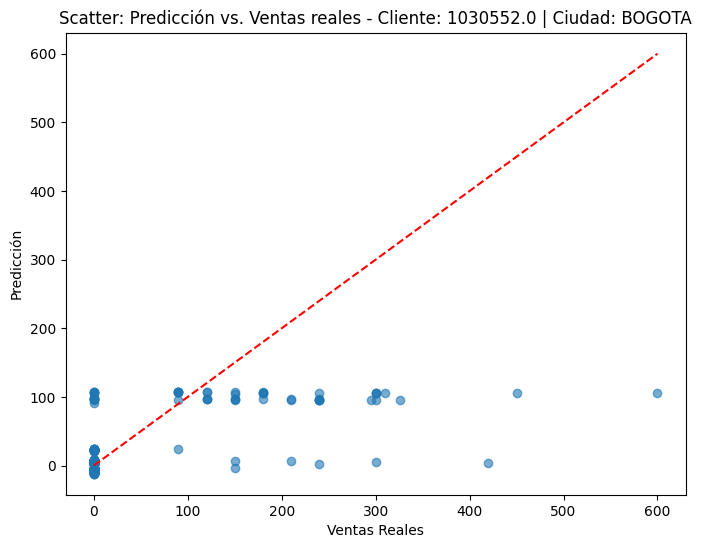 Scatter: Predicción vs. Ventas reales - Cliente: 1030552.0 | Ciudad: BOGOTA
600
500
400
300
200
100
0
Predicción
0 100 200 300 400 500 600
Ventas Reales